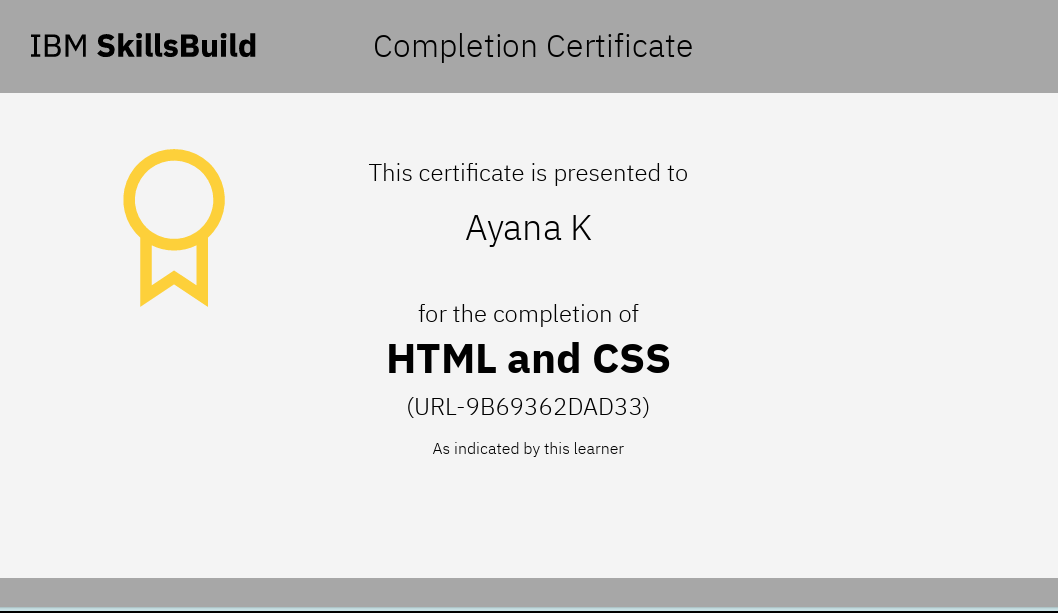 IBM SkillsBuild
Completion Certificate
This certificate is presented to
Ayana K
for the completion of
HTML and CSS
(URL-9B69362DAD33)
As indicated by this learner